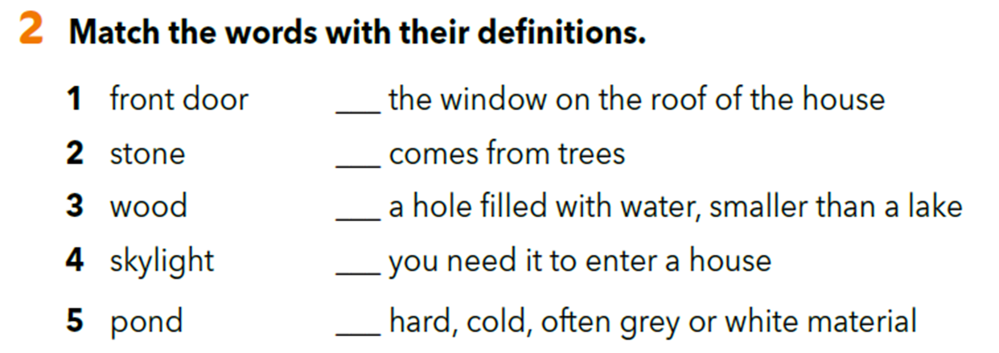 2 Match the words with their definitions.
1 front door ___ the window on the roof of the house
2 stone ___ comes from trees
3 wood ___ a hole filled with water, smaller than a lake
4 skylight ___ you need it to enter a house
5 pond ___ hard, cold, often grey or white material